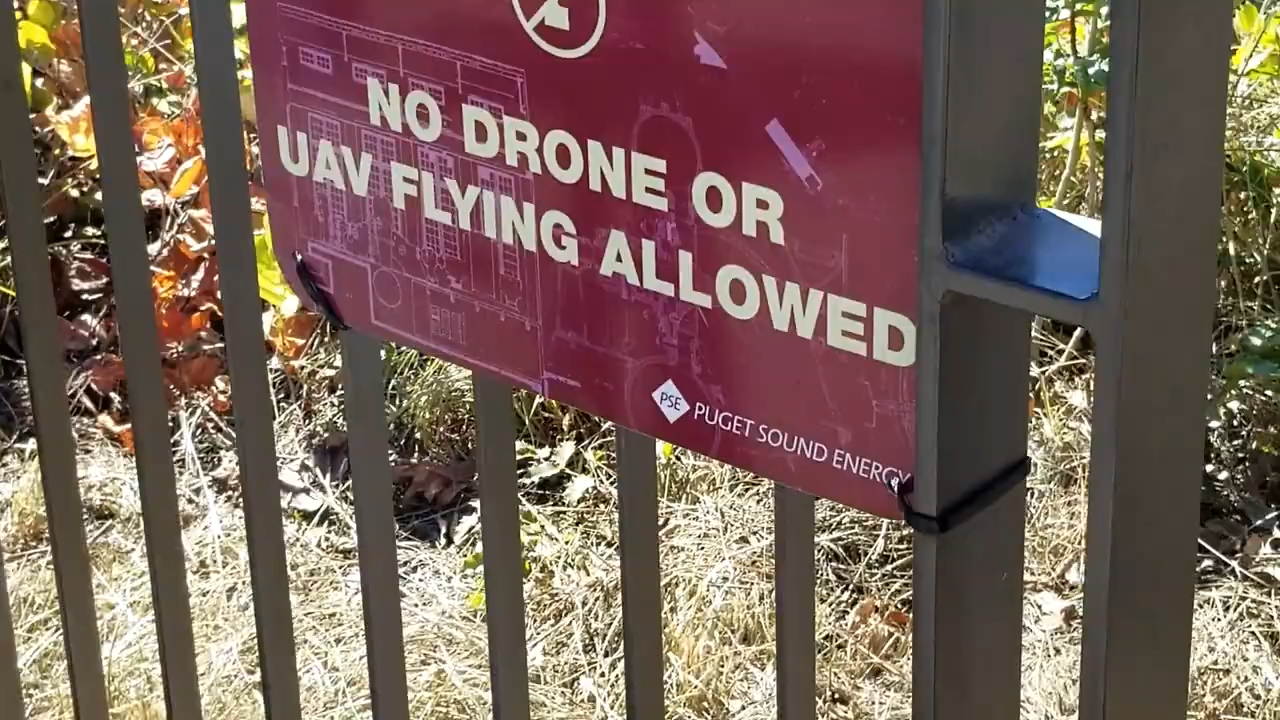 NO DRONE OR
UAV FLYING ALLOWED
PSE PUGET SOUND ENERGY